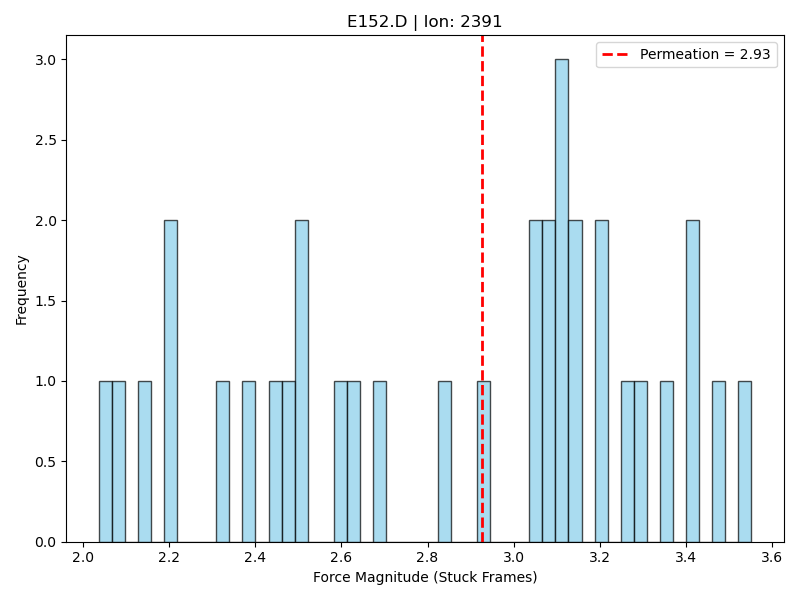 E152.D | Ion: 2391
Permeation = 2.93
3.0
2.5
2.0
1.5
1.0
0.5
0.0
Frequency
2.0 2.2 2.4 2.6 2.8 3.0 3.2 3.4 3.6
Force Magnitude (Stuck Frames)